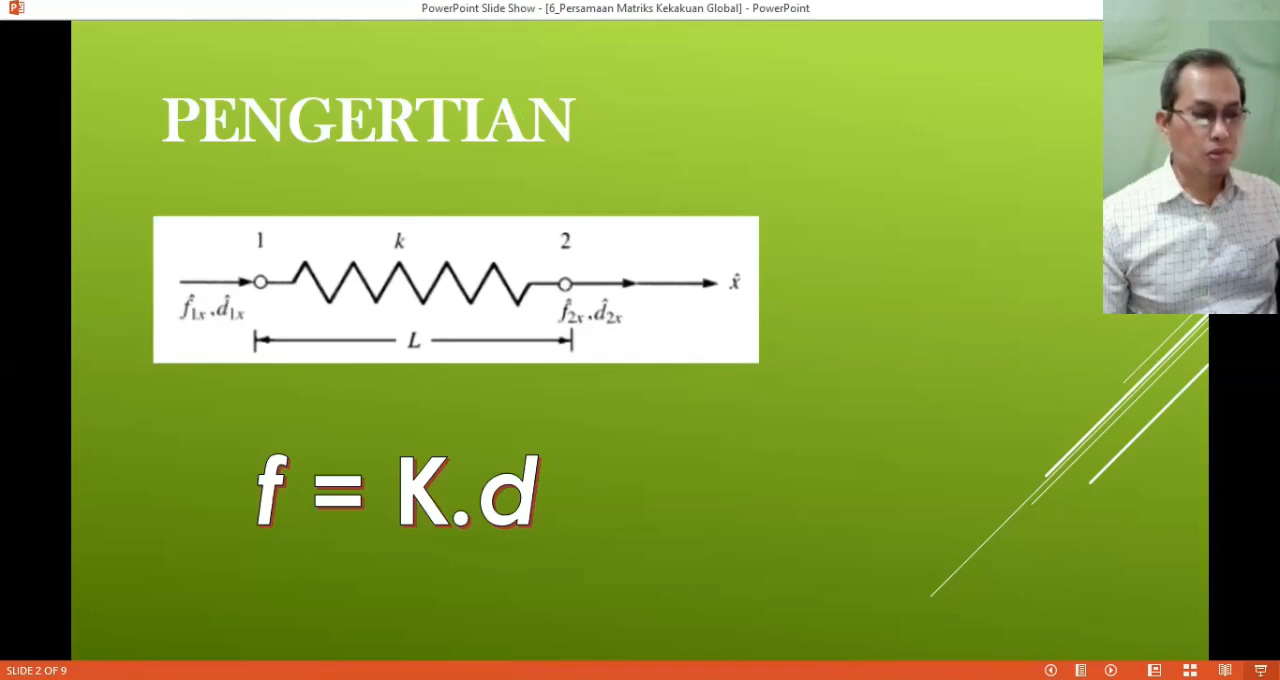 PowerPoint Slide Show - [6_Persamaan Matriks Kekakuan Global] - PowerPoint
PENGERTIAN
1 k 2
x̂
f̂1x, d̂1x f̂2x, d̂2x
L
f = K.d
SLIDE 2 OF 9